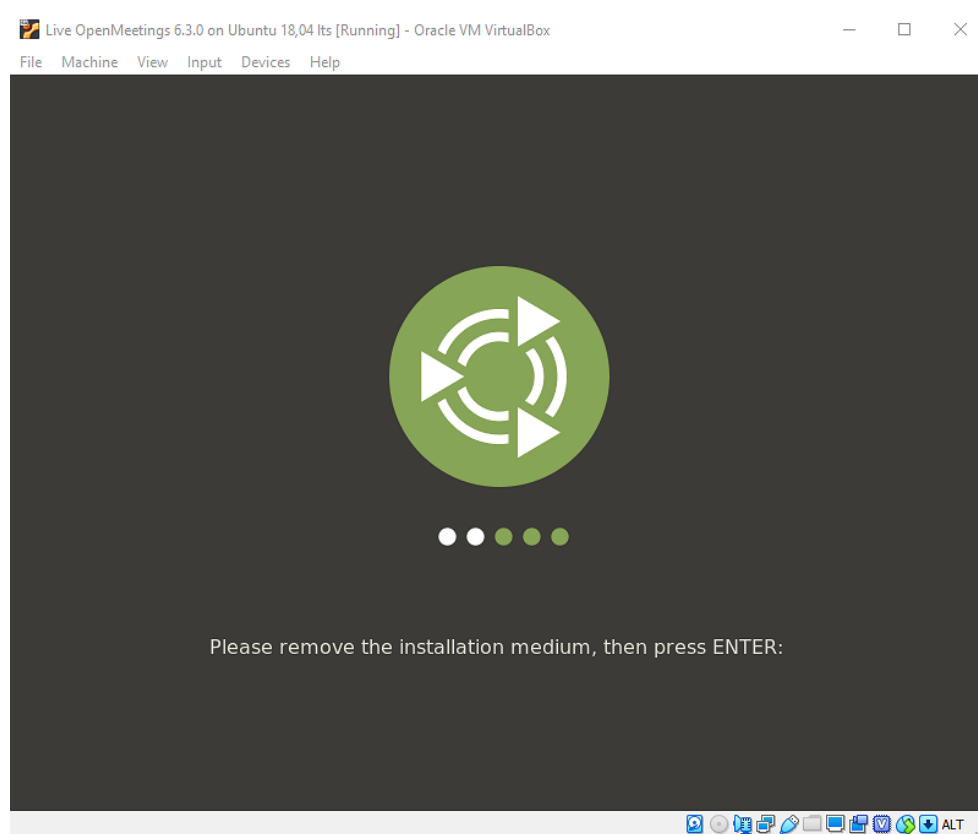 Live OpenMeetings 6.3.0 on Ubuntu 18,04 lts [Running] - Oracle VM VirtualBox
File Machine View Input Devices Help
Please remove the installation medium, then press ENTER:
ALT